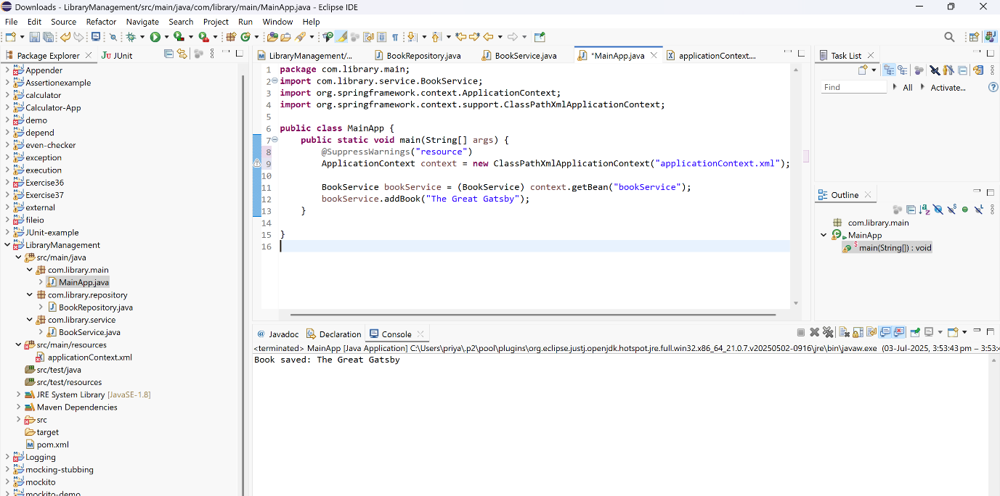 Downloads - LibraryManagement/src/main/java/com/library/main/MainApp.java - Eclipse IDE
File Edit Source Refactor Navigate Search Project Run Window Help
Package Explorer JUnit
Appender
Assertionexample
calculator
Calculator-App
demo
depend
even-checker
exception
execution
Exercise36
Exercise37
external
fileio
JUnit-example
LibraryManagement
src/main/java
com.library.main
MainApp.java
com.library.repository
BookRepository.java
com.library.service
BookService.java
src/main/resources
applicationContext.xml
src/test/java
src/test/resources
JRE System Library [JavaSE-1.8]
Maven Dependencies
src
target
pom.xml
Logging
mocking-stubbing
mockito
mockito-demo
LibraryManagement/... BookRepository.java BookService.java *MainApp.java applicationContext....
1 package com.library.main;
2 import com.library.service.BookService;
3 import org.springframework.context.ApplicationContext;
4 import org.springframework.context.support.ClassPathXmlApplicationContext;
5
6 public class MainApp {
7 public static void main(String[] args) {
8 @SuppressWarnings("resource")
9 ApplicationContext context = new ClassPathXmlApplicationContext("applicationContext.xml");
10
11 BookService bookService = (BookService) context.getBean("bookService");
12 bookService.addBook("The Great Gatsby");
13 }
14
15 }
16
Task List
Find All Activate...
Outline
com.library.main
MainApp
main(String[]) : void
@ Javadoc Declaration Console
<terminated> MainApp [Java Application] C:\Users\priya\.p2\pool\plugins\org.eclipse.justj.openjdk.hotspot.jre.full.win32.x86_64_21.0.7.v20250502-0916\jre\bin\javaw.exe (03-Jul-2025, 3:53:43 pm – 3:53:4
Book saved: The Great Gatsby